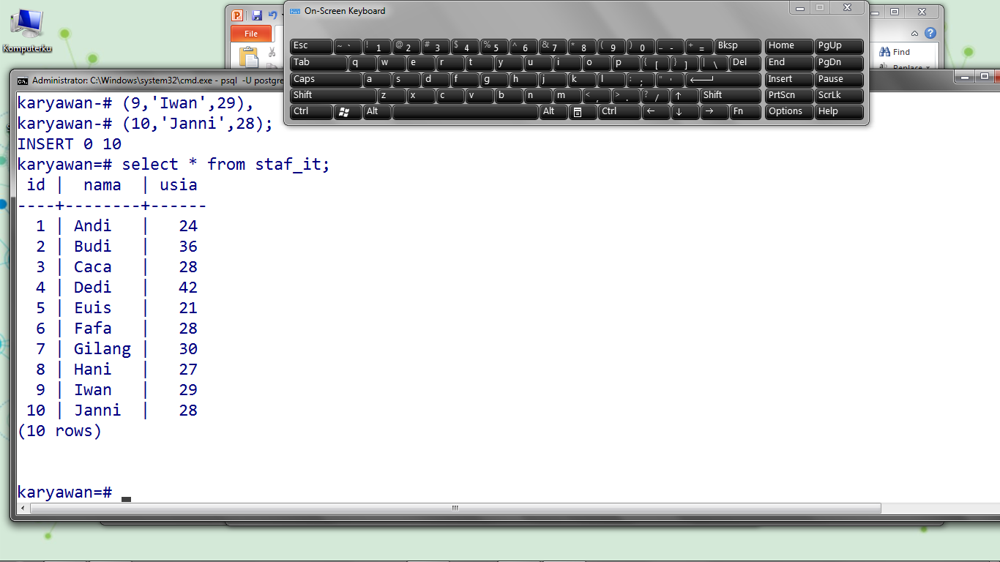 Komputerku
File
Find
Replace
On-Screen Keyboard
Esc ~ ` ! 1 @ 2 # 3 $ 4 % 5 ^ 6 & 7 * 8 ( 9 ) 0 _ - + = Bksp Home PgUp
Tab q w e r t y u i o p { [ } ] | \ Del End PgDn
Caps a s d f g h j k l : ; " ' Insert Pause
Shift z x c v b n m < , > . ? / ↑ Shift PrtScn ScrLk
Ctrl Alt Alt Ctrl ← ↓ → Fn Options Help
Administrator: C:\Windows\system32\cmd.exe - psql -U postgre
karyawan-# (9,'Iwan',29),
karyawan-# (10,'Janni',28);
INSERT 0 10
karyawan=# select * from staf_it;
 id |  nama  | usia
----+--------+------
  1 | Andi   |   24
  2 | Budi   |   36
  3 | Caca   |   28
  4 | Dedi   |   42
  5 | Euis   |   21
  6 | Fafa   |   28
  7 | Gilang |   30
  8 | Hani   |   27
  9 | Iwan   |   29
 10 | Janni  |   28
(10 rows)
karyawan=#